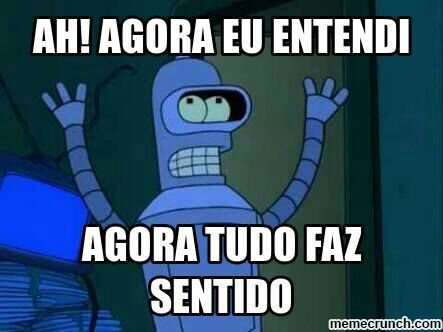 AH! AGORA EU ENTENDI
AGORA TUDO FAZ
SENTIDO
memecrunch.com